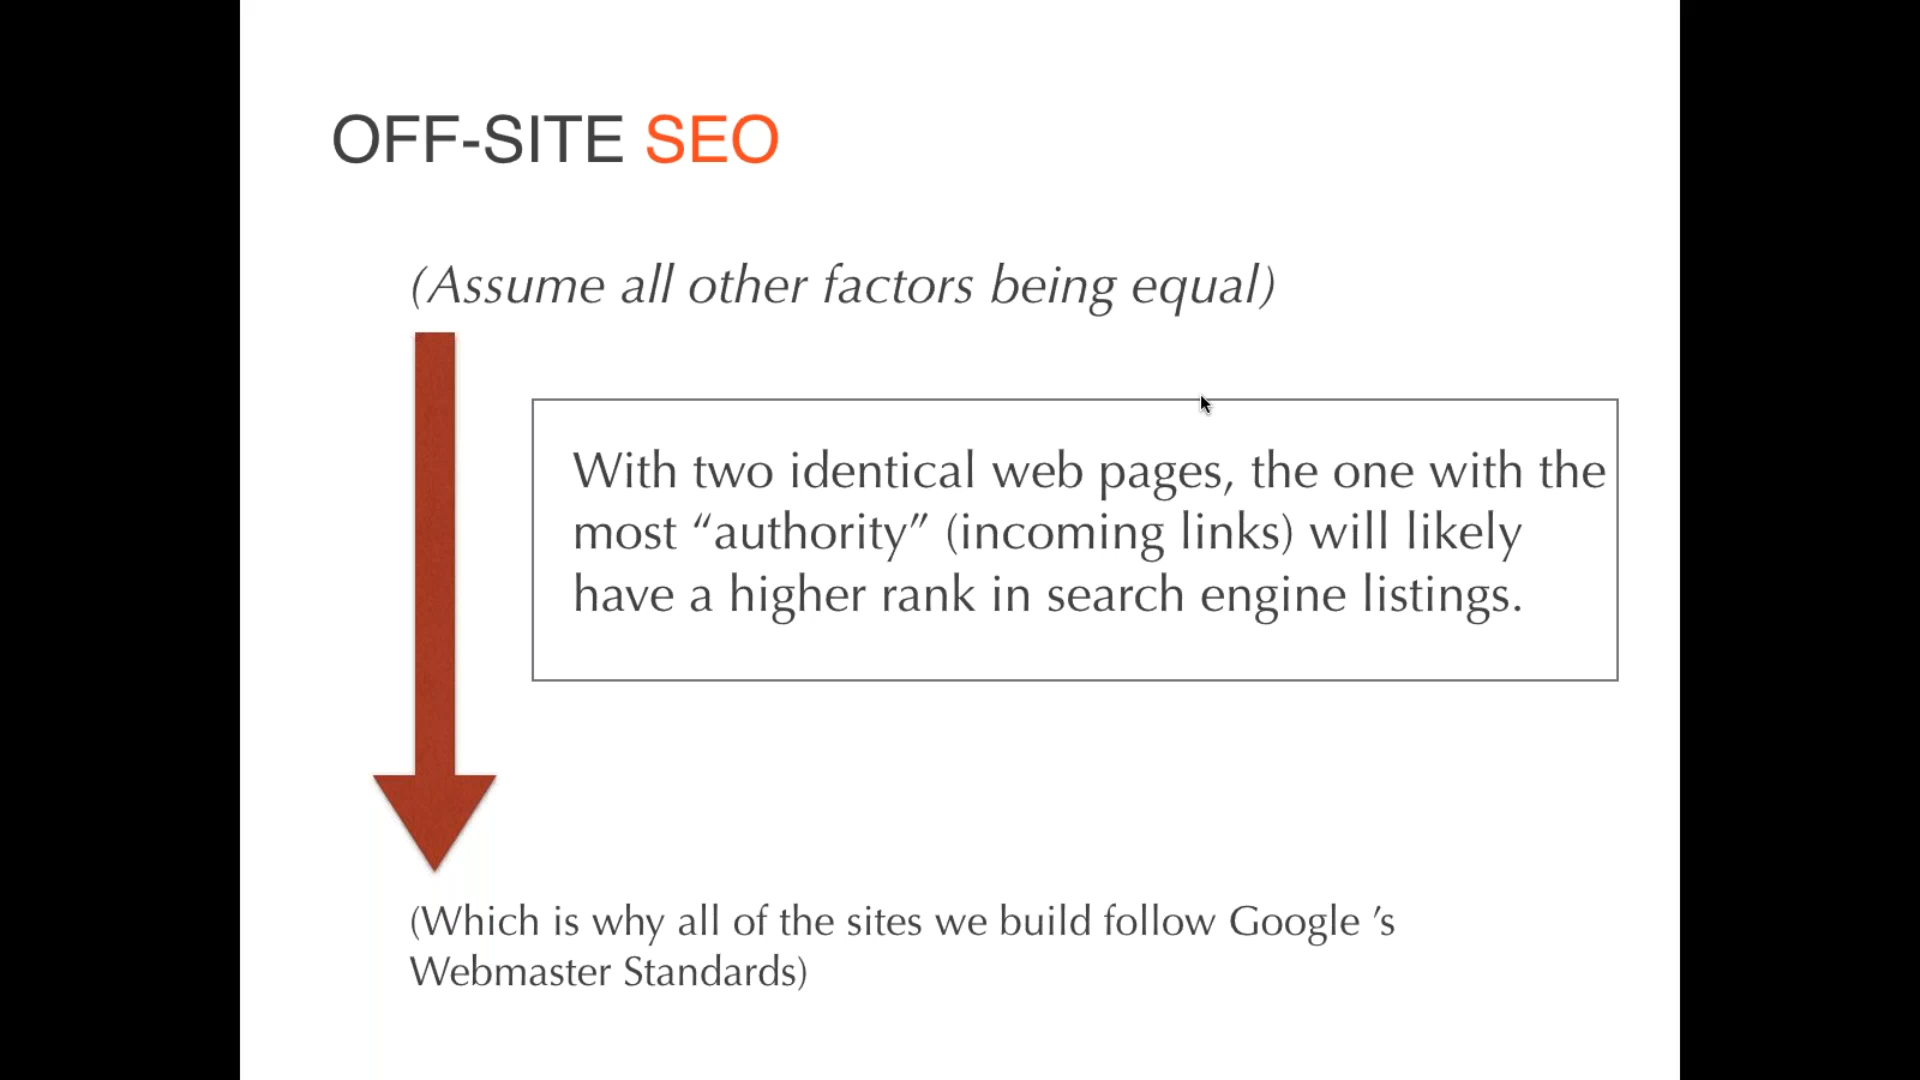 OFF-SITE SEO
(Assume all other factors being equal)
With two identical web pages, the one with the
most “authority” (incoming links) will likely
have a higher rank in search engine listings.
(Which is why all of the sites we build follow Google ’s
Webmaster Standards)